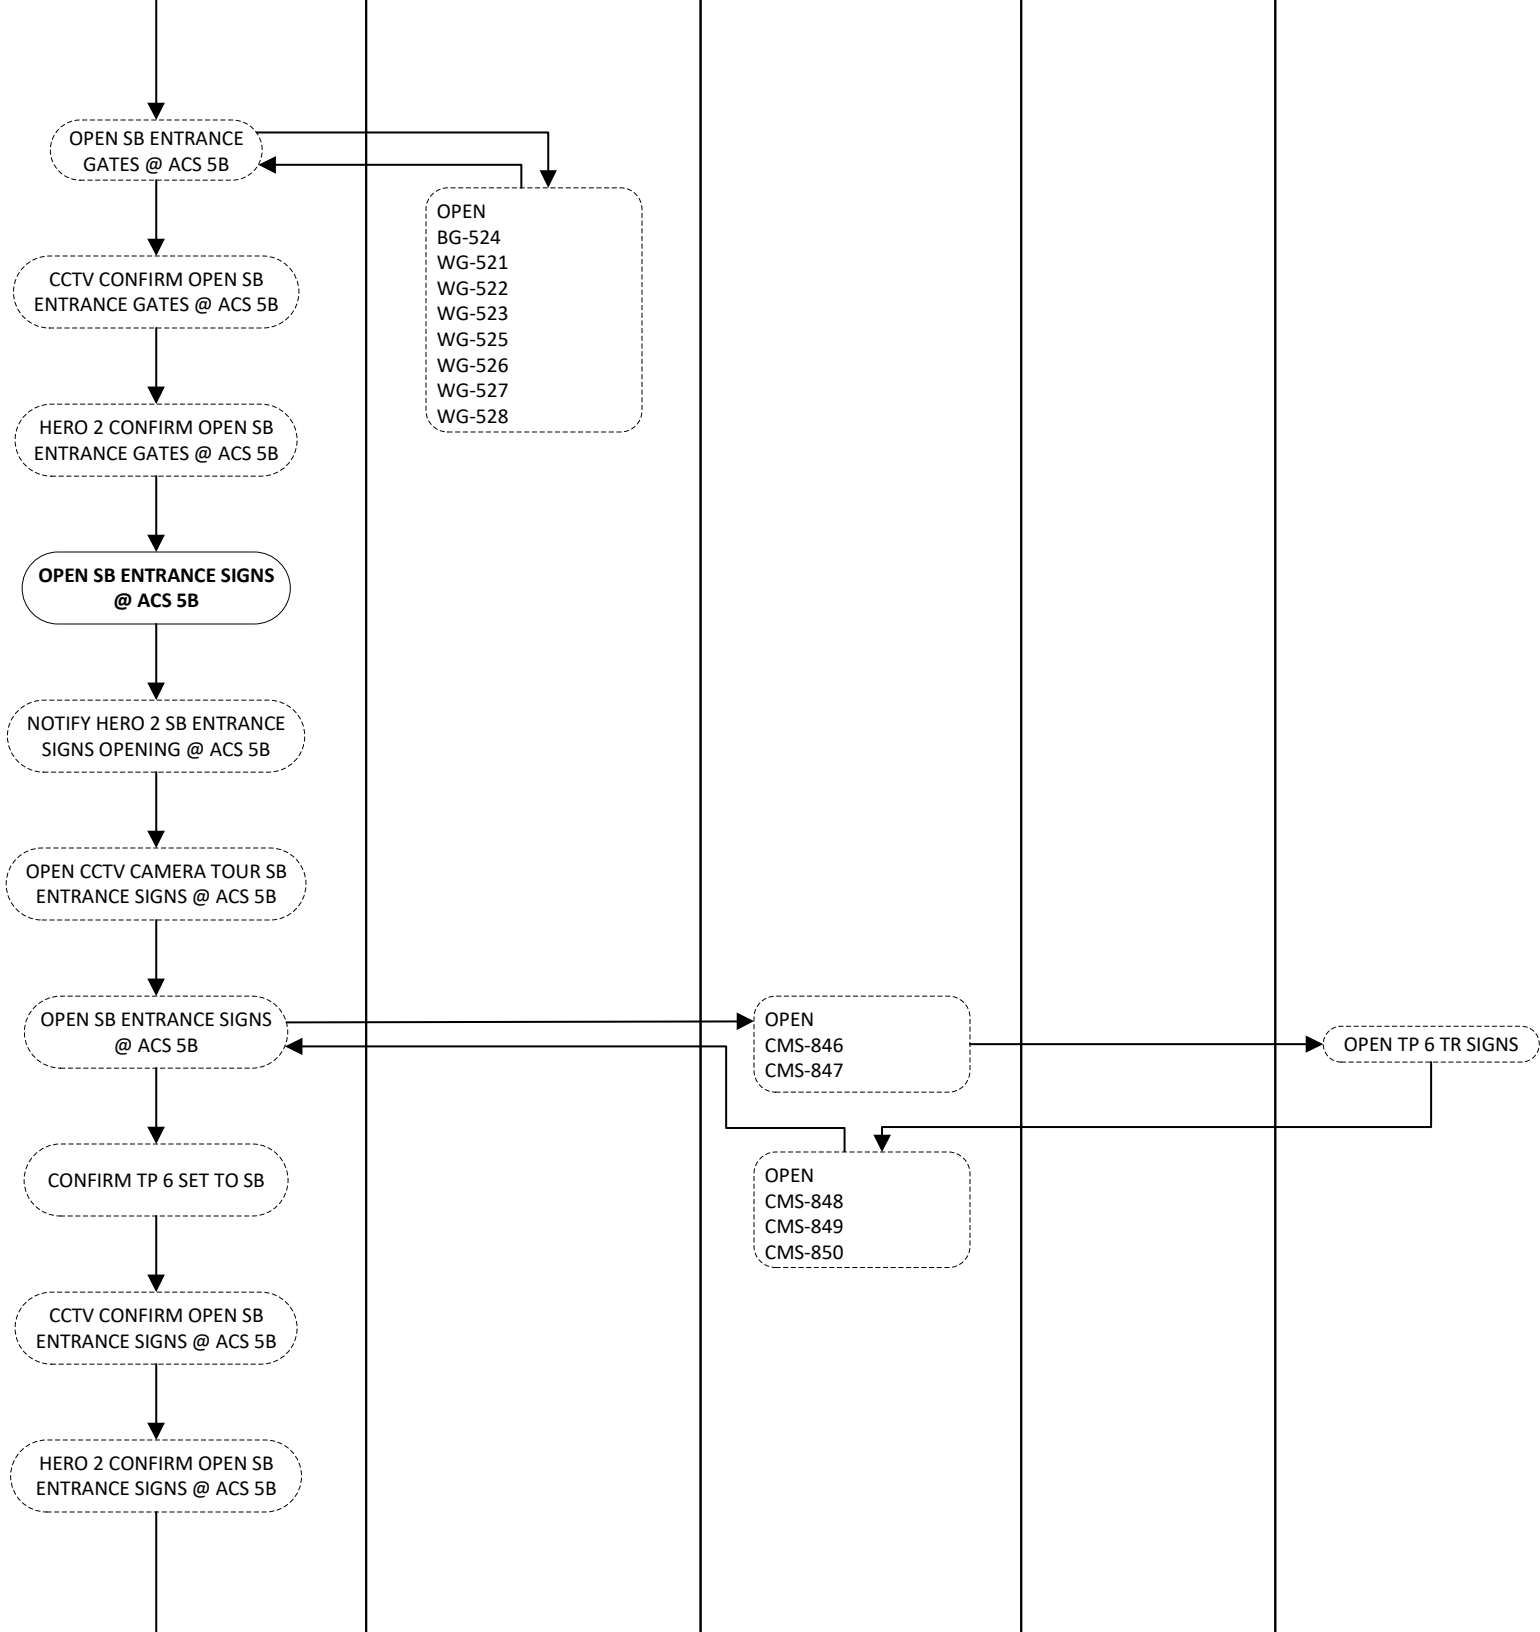 OPEN SB ENTRANCE
GATES @ ACS 5B
OPEN
BG-524
WG-521
WG-522
WG-523
WG-525
WG-526
WG-527
WG-528
CCTV CONFIRM OPEN SB
ENTRANCE GATES @ ACS 5B
HERO 2 CONFIRM OPEN SB
ENTRANCE GATES @ ACS 5B
OPEN SB ENTRANCE SIGNS
@ ACS 5B
NOTIFY HERO 2 SB ENTRANCE
SIGNS OPENING @ ACS 5B
OPEN CCTV CAMERA TOUR SB
ENTRANCE SIGNS @ ACS 5B
OPEN SB ENTRANCE SIGNS
@ ACS 5B
OPEN
CMS-846
CMS-847
OPEN TP 6 TR SIGNS
OPEN
CMS-848
CMS-849
CMS-850
CONFIRM TP 6 SET TO SB
CCTV CONFIRM OPEN SB
ENTRANCE SIGNS @ ACS 5B
HERO 2 CONFIRM OPEN SB
ENTRANCE SIGNS @ ACS 5B